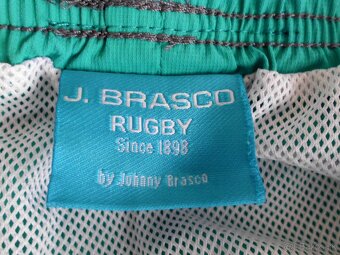 J. BRASCO
RUGBY
Since 1898
by Johnny Brasco